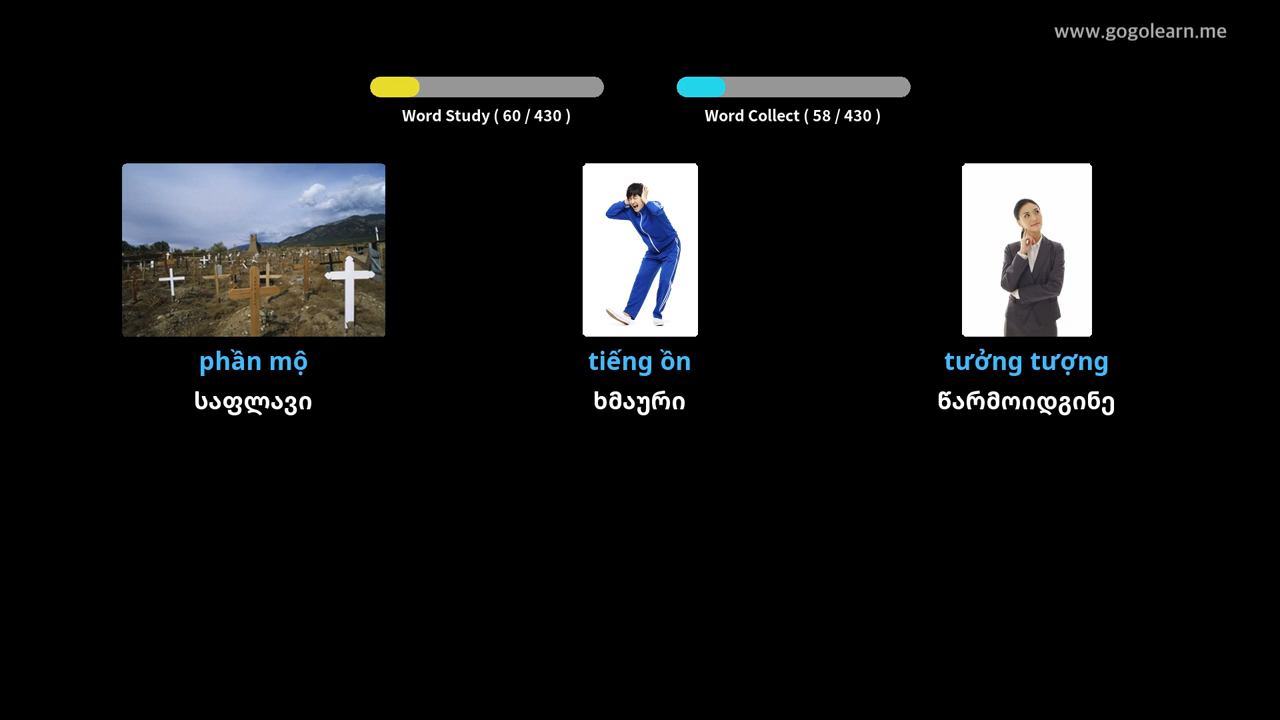 www.gogolearn.me
Word Study ( 60 / 430 )
Word Collect ( 58 / 430 )
phần mộ
საფლავი
tiếng ồn
ხმაური
tưởng tượng
წარმოიდგინე